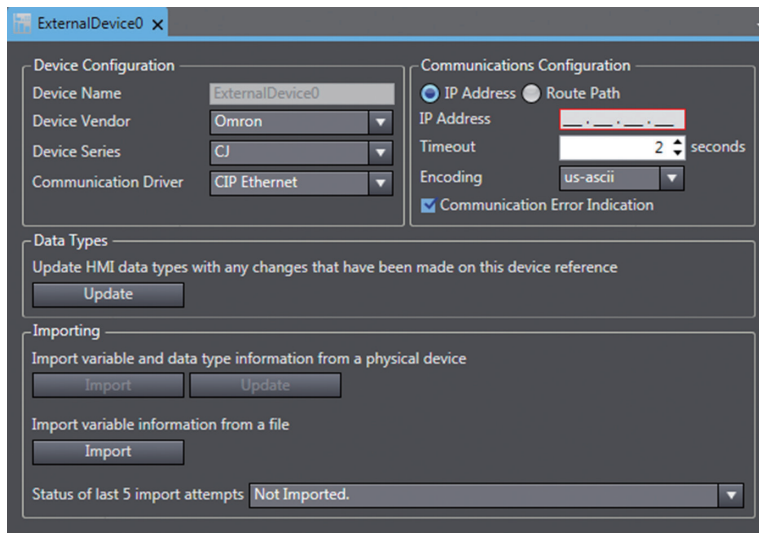 ExternalDevice0
Device Configuration
Device Name ExternalDevice0
Device Vendor Omron
Device Series CJ
Communication Driver CIP Ethernet
Communications Configuration
IP Address Route Path
IP Address __.__.__.__
Timeout 2 seconds
Encoding us-ascii
Communication Error Indication
Data Types
Update HMI data types with any changes that have been made on this device reference
Update
Importing
Import variable and data type information from a physical device
Import Update
Import variable information from a file
Import
Status of last 5 import attempts Not Imported.